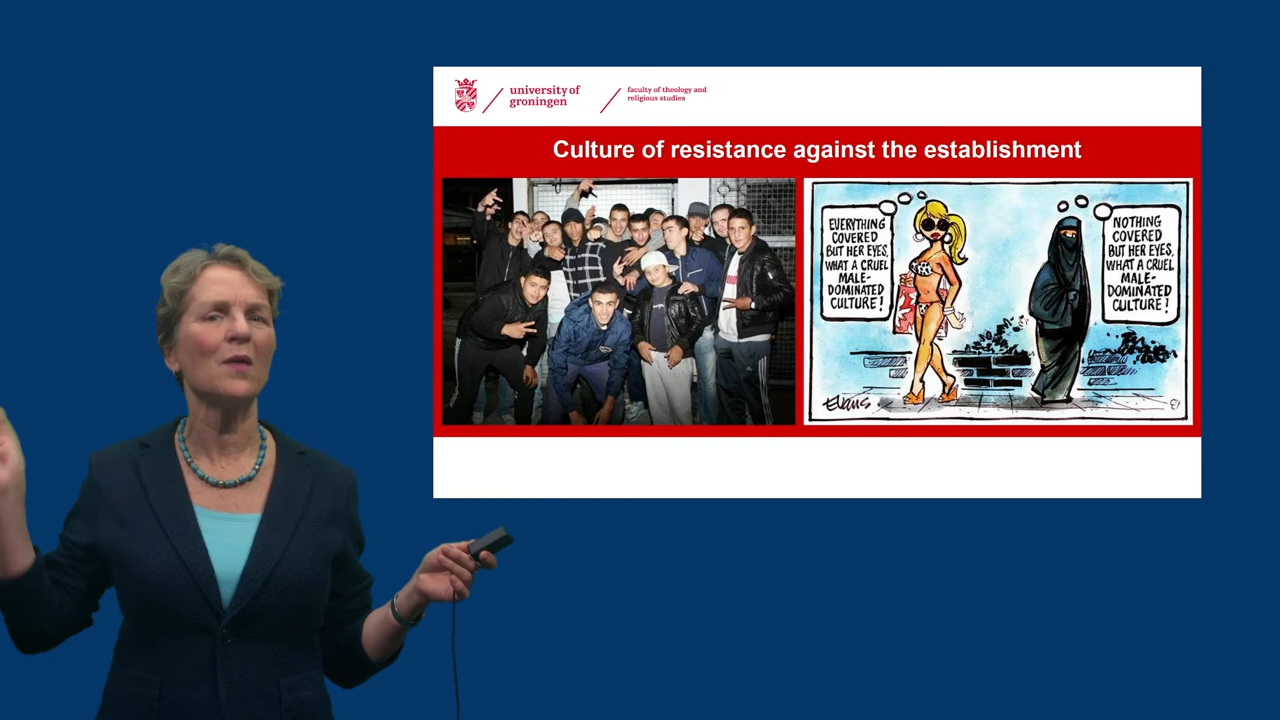 university of
groningen
faculty of theology and
religious studies
Culture of resistance against the establishment
EVERYTHING
COVERED
BUT HER EYES,
WHAT A CRUEL
MALE-
DOMINATED
CULTURE!
NOTHING
COVERED
BUT HER EYES,
WHAT A CRUEL
MALE-
DOMINATED
CULTURE!
Evans